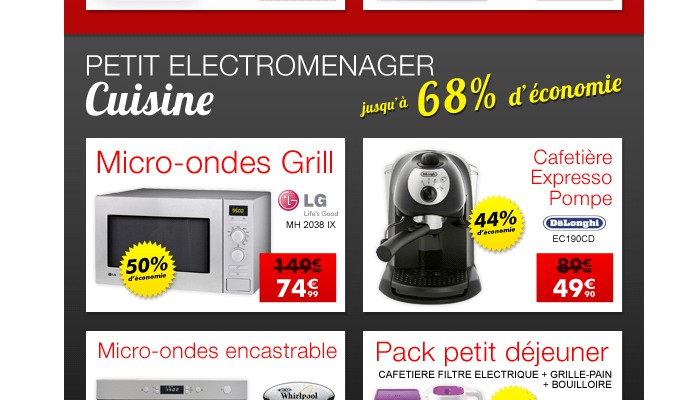 PETIT ELECTROMENAGER
Cuisine
jusqu'à 68% d'économie
Micro-ondes Grill
LG
Life's Good
MH 2038 IX
50%
d'économie
149€
74€99
Cafetière
Expresso
Pompe
DeLonghi
EC190CD
44%
d'économie
89€
49€90
Micro-ondes encastrable
Whirlpool
Pack petit déjeuner
CAFETIERE FILTRE ELECTRIQUE + GRILLE-PAIN
+ BOUILLOIRE